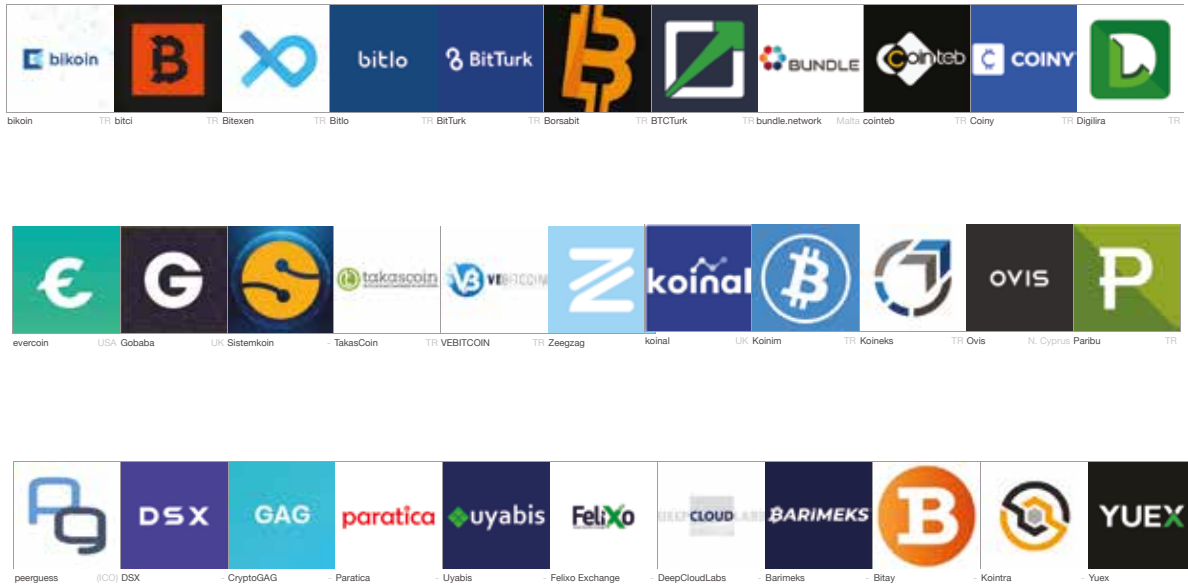 bikoin bitlo BitTurk BUNDLE Cointeb COINY
bikoin TR bitci TR Bitexen TR Bitlo TR BitTurk TR Borsabit TR BTCTurk TR bundle.network Malta cointeb TR Coiny TR Digilira TR
G takascoin VEBITCOIN koinal OVIS
evercoin USA Gobaba UK Sistemkoin - TakasCoin TR VEBITCOIN TR Zeegzag koinal UK Koinim TR Koineks TR Ovis N. Cyprus Paribu TR
DSX GAG paratica uyabis FeliXo DEEPCLOUDLABS BARIMEKS YUEX
peerguess (ICO) DSX - CryptoGAG - Paratica - Uyabis - Felixo Exchange - DeepCloudLabs - Barimeks - Bitay - Kointra - Yuex